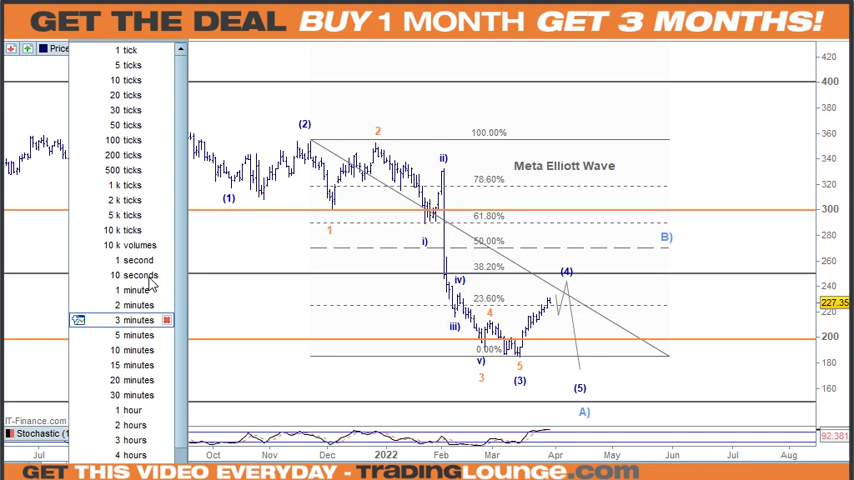 GET THE DEAL BUY 1 MONTH GET 3 MONTHS!
Price
1 tick
5 ticks
10 ticks
20 ticks
30 ticks
50 ticks
100 ticks
200 ticks
500 ticks
1 k ticks
2 k ticks
5 k ticks
10 k ticks
10 k volumes
1 second
10 seconds
1 minute
2 minutes
3 minutes
5 minutes
10 minutes
15 minutes
20 minutes
30 minutes
1 hour
2 hours
3 hours
4 hours
(1)
(2)
1
2
i)
ii)
iii)
iv)
v)
3
4
5
(3)
(4)
(5)
A)
B)
Meta Elliott Wave
100.00%
78.60%
61.80%
50.00%
38.20%
23.60%
0.00%
420
400
380
360
340
320
300
280
260
240
227.35
220
200
180
160
92.381
IT-Finance.com
Stochastic (1
Jul
Oct
Nov
Dec
2022
Feb
Mar
Apr
May
Jun
Jul
Aug
GET THIS VIDEO EVERYDAY - TRADINGLOUNGE.COM